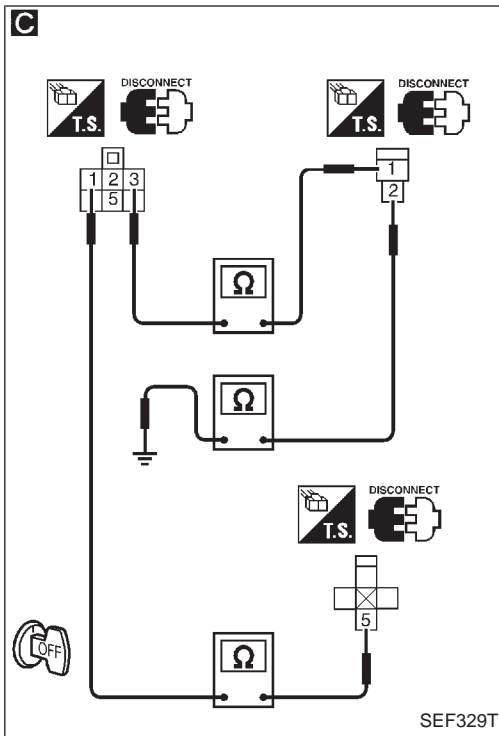 C
DISCONNECT
T.S.
DISCONNECT
T.S.
1 2 3
5
1
2
Ω
Ω
DISCONNECT
T.S.
5
OFF
Ω
SEF329T